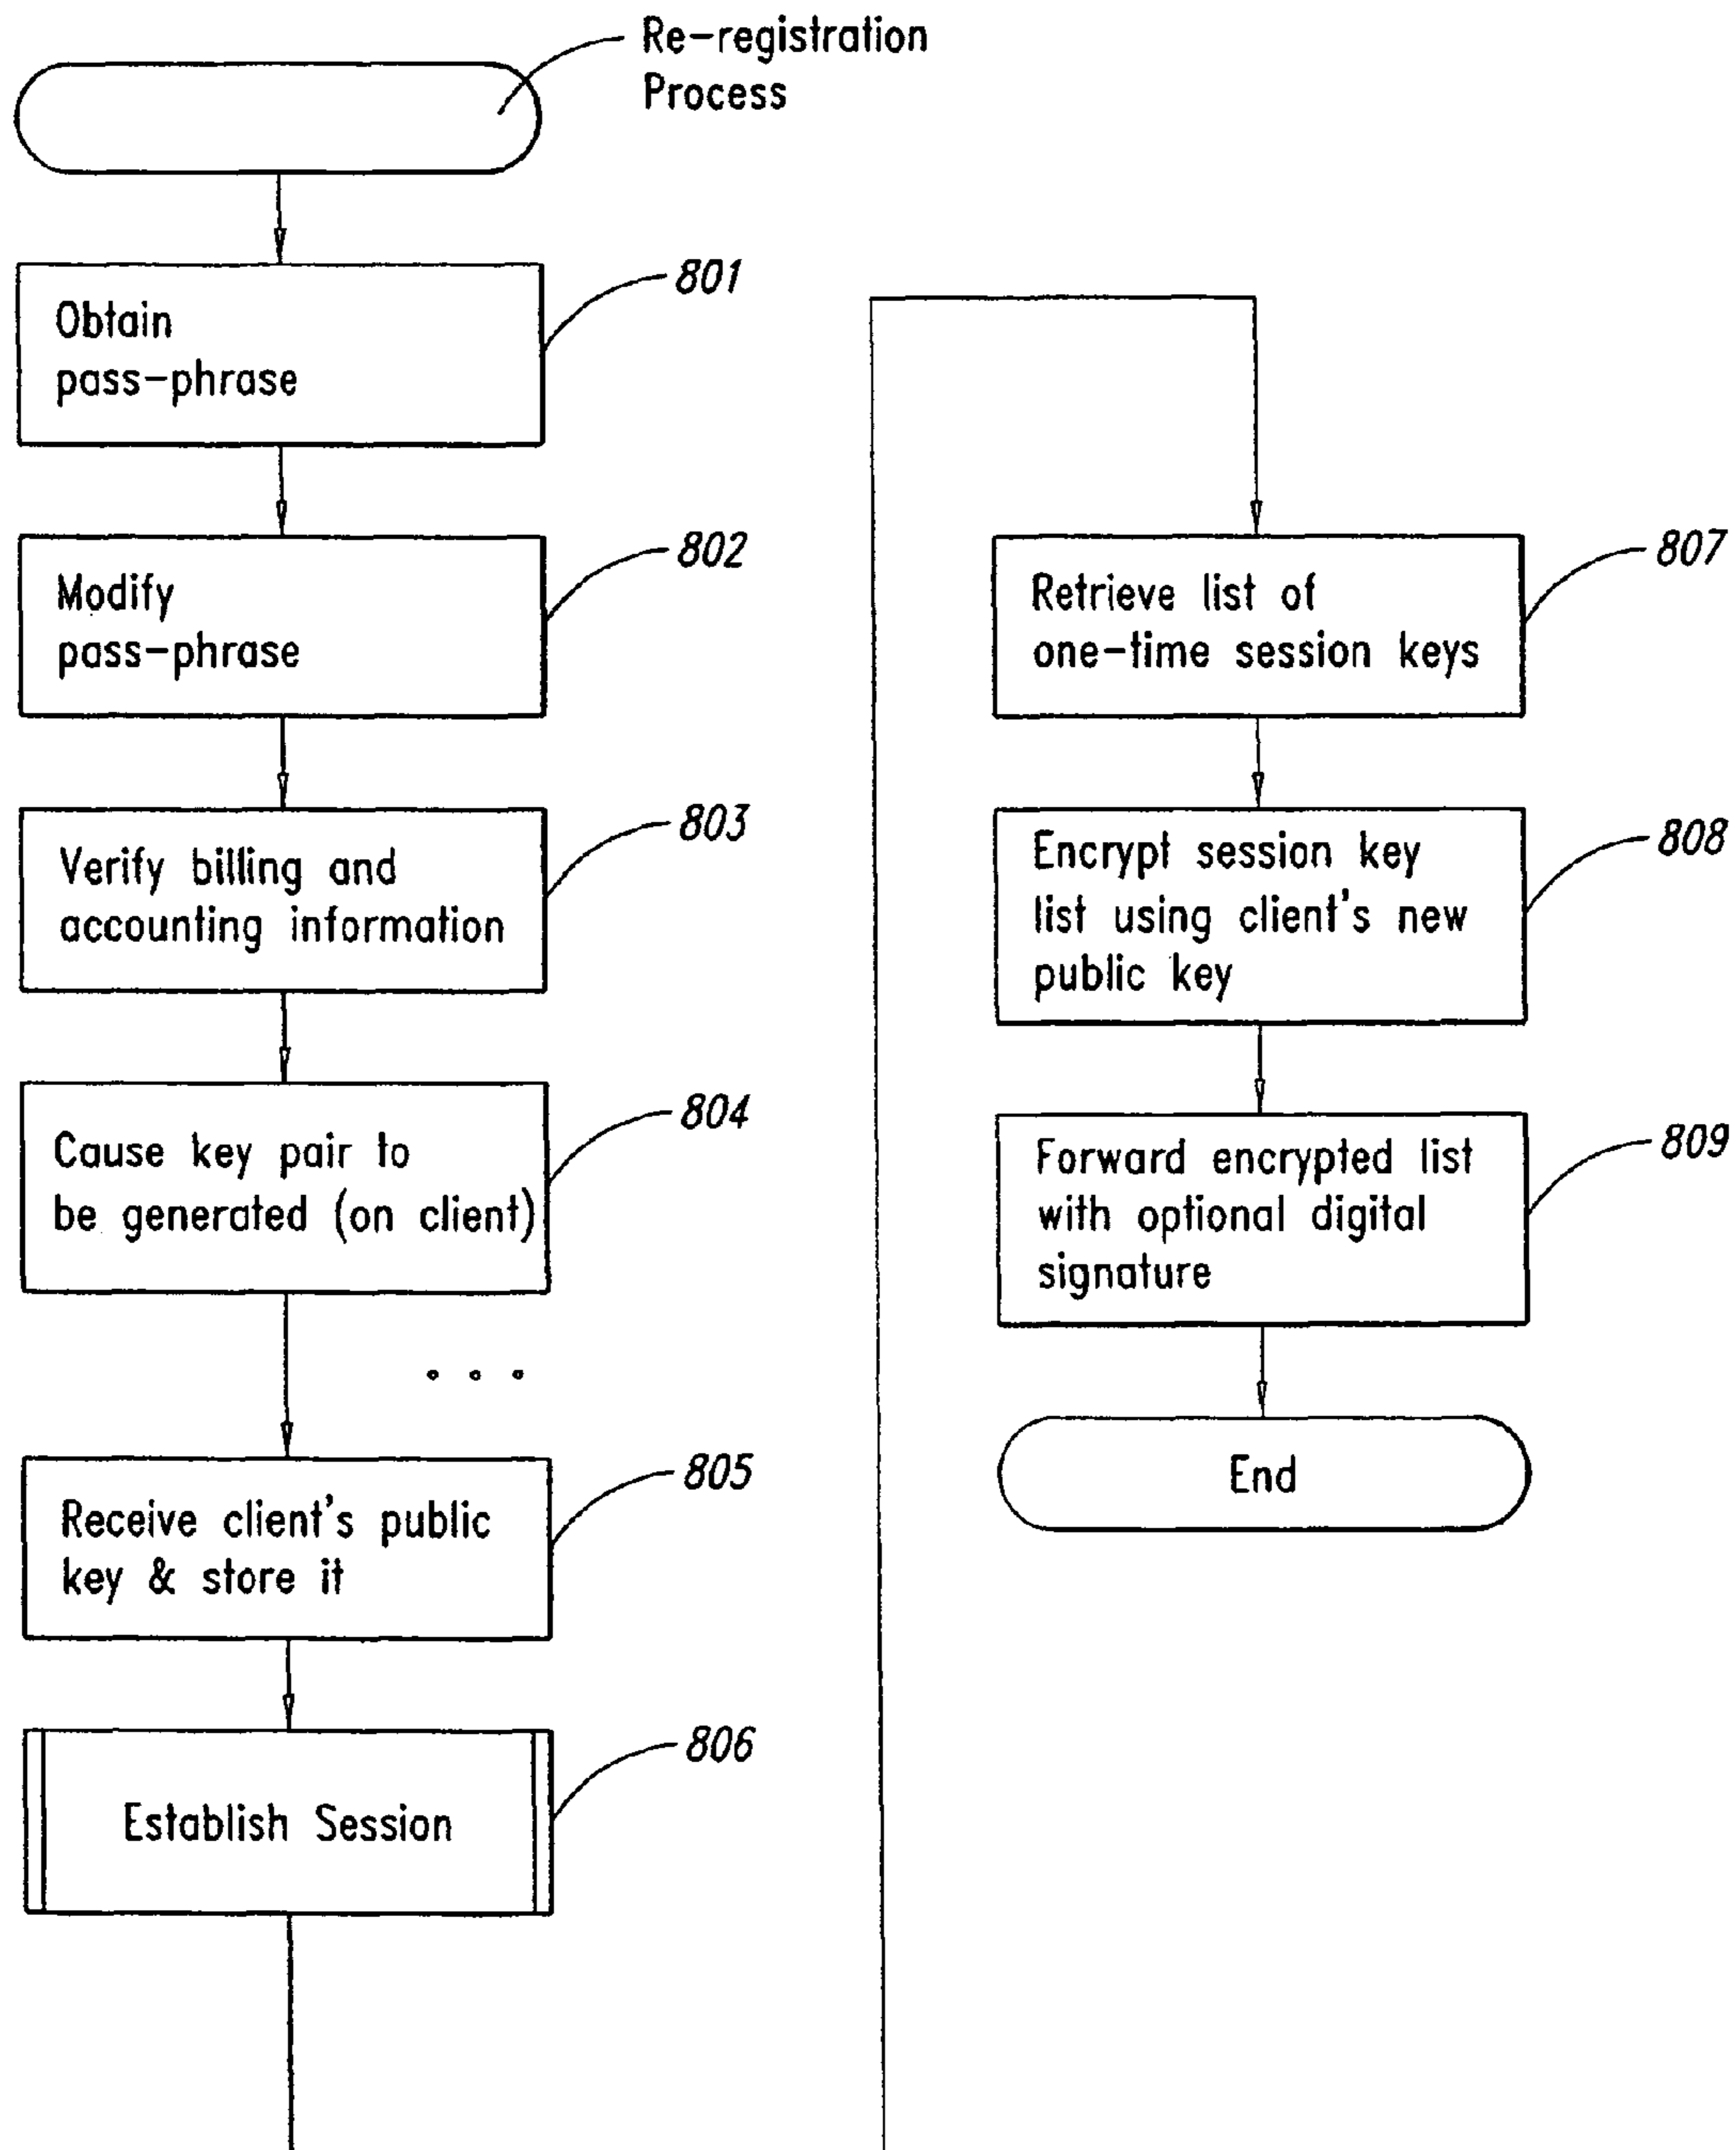 Re-registration
Process
801
Obtain
pass-phrase
802
Modify
pass-phrase
803
Verify billing and
accounting information
804
Cause key pair to
be generated (on client)
. . .
805
Receive client's public
key & store it
806
Establish Session
807
Retrieve list of
one-time session keys
808
Encrypt session key
list using client's new
public key
809
Forward encrypted list
with optional digital
signature
End